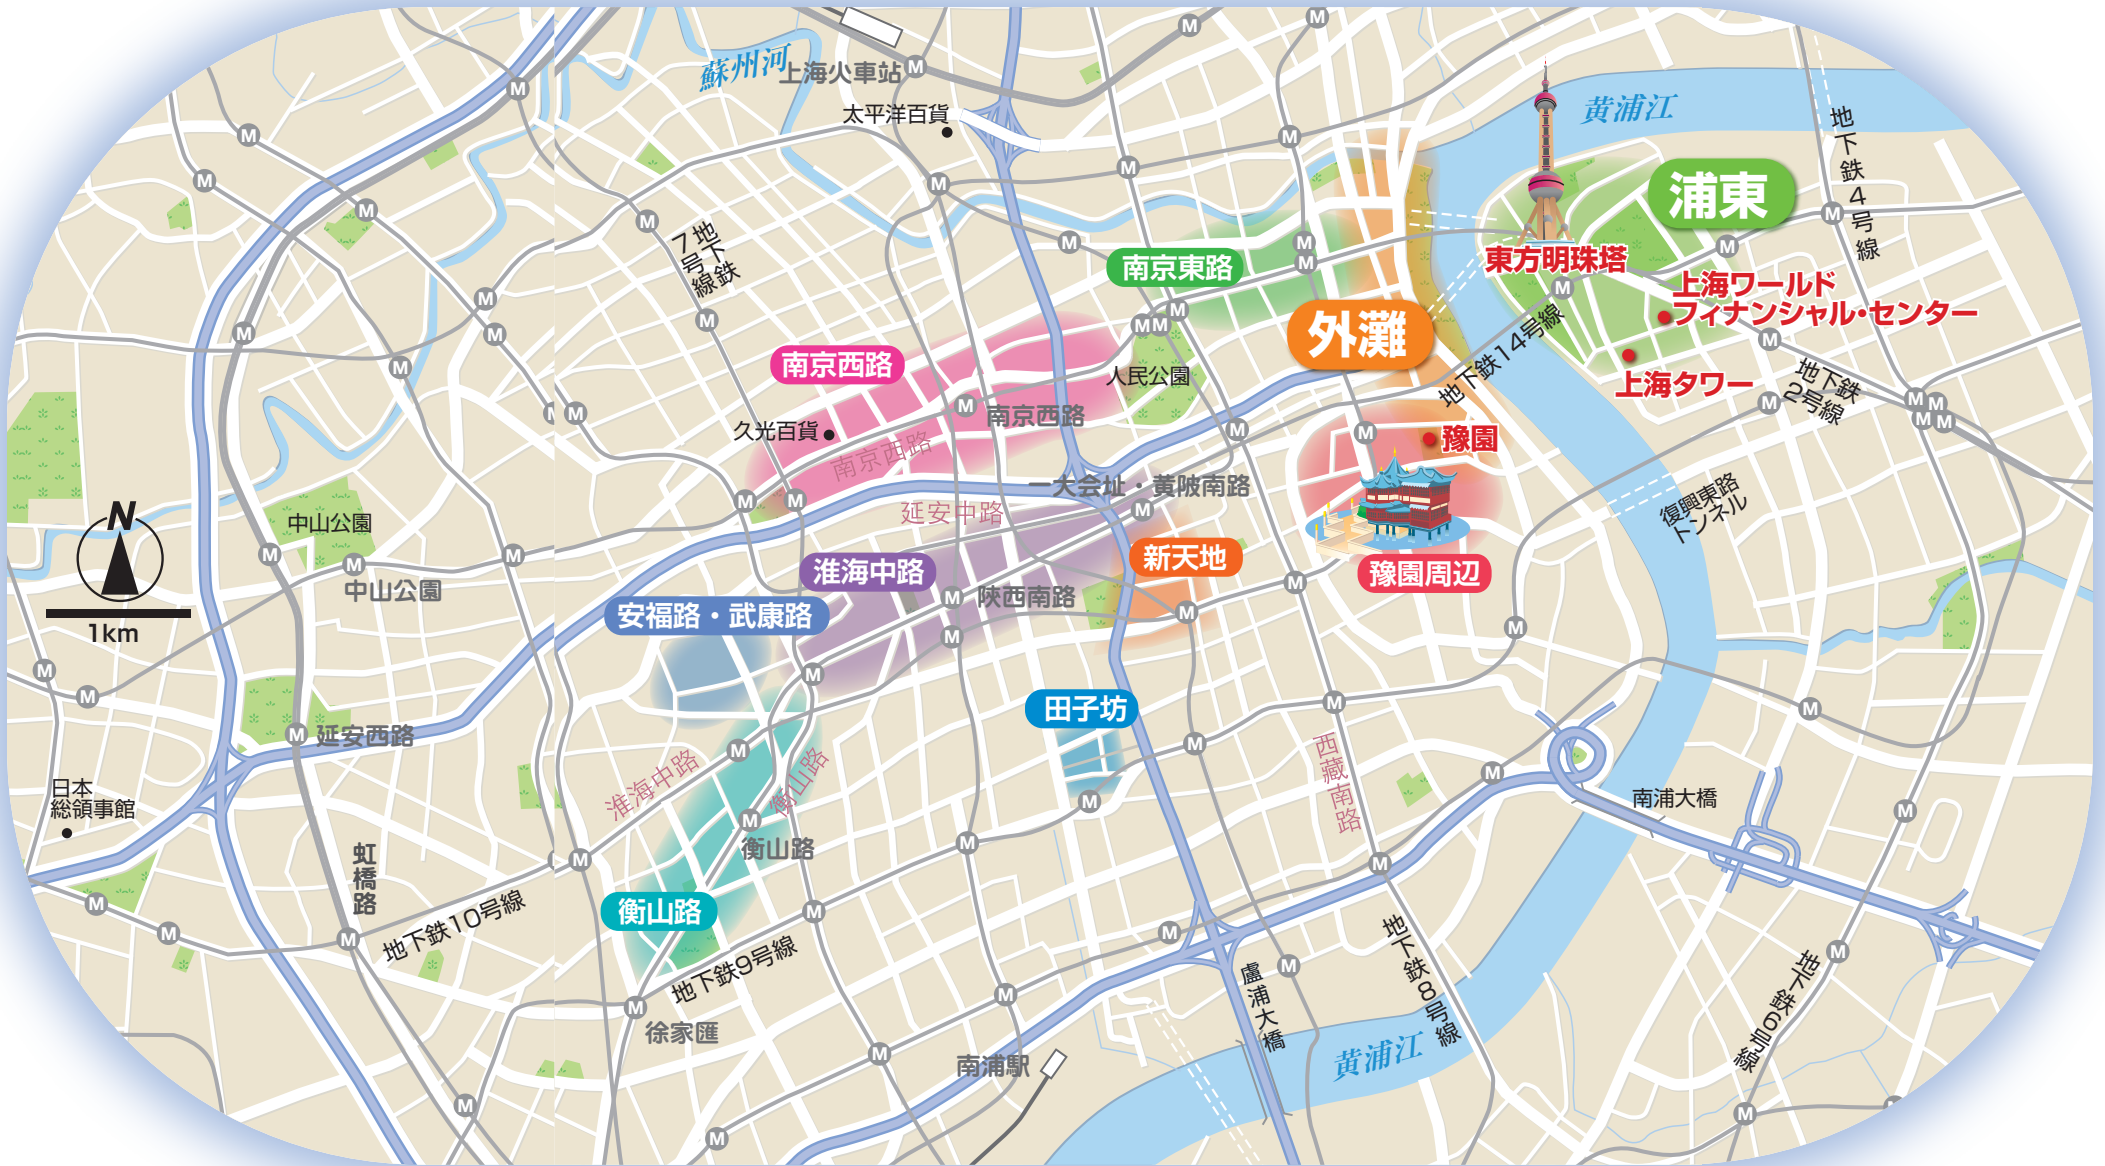 蘇州河
上海火車站
太平洋百貨
黄浦江
地下鉄4号線
浦東
地下鉄
7号線
南京東路
東方明珠塔
上海ワールド
フィナンシャル・センター
外灘
地下鉄14号線
南京西路
人民公園
上海タワー
地下鉄
2号線
南京西路
久光百貨
南京西路
豫園
一大会址・黄陂南路
延安中路
復興東路
トンネル
N
1km
中山公園
中山公園
淮海中路
新天地
豫園周辺
陝西南路
安福路・武康路
田子坊
延安西路
西蔵南路
淮海中路
衡山路
日本
総領事館
南浦大橋
衡山路
虹橋路
衡山路
地下鉄10号線
地下鉄9号線
地下鉄8号線
盧浦大橋
地下鉄6号線
徐家匯
南浦駅
黄浦江
M